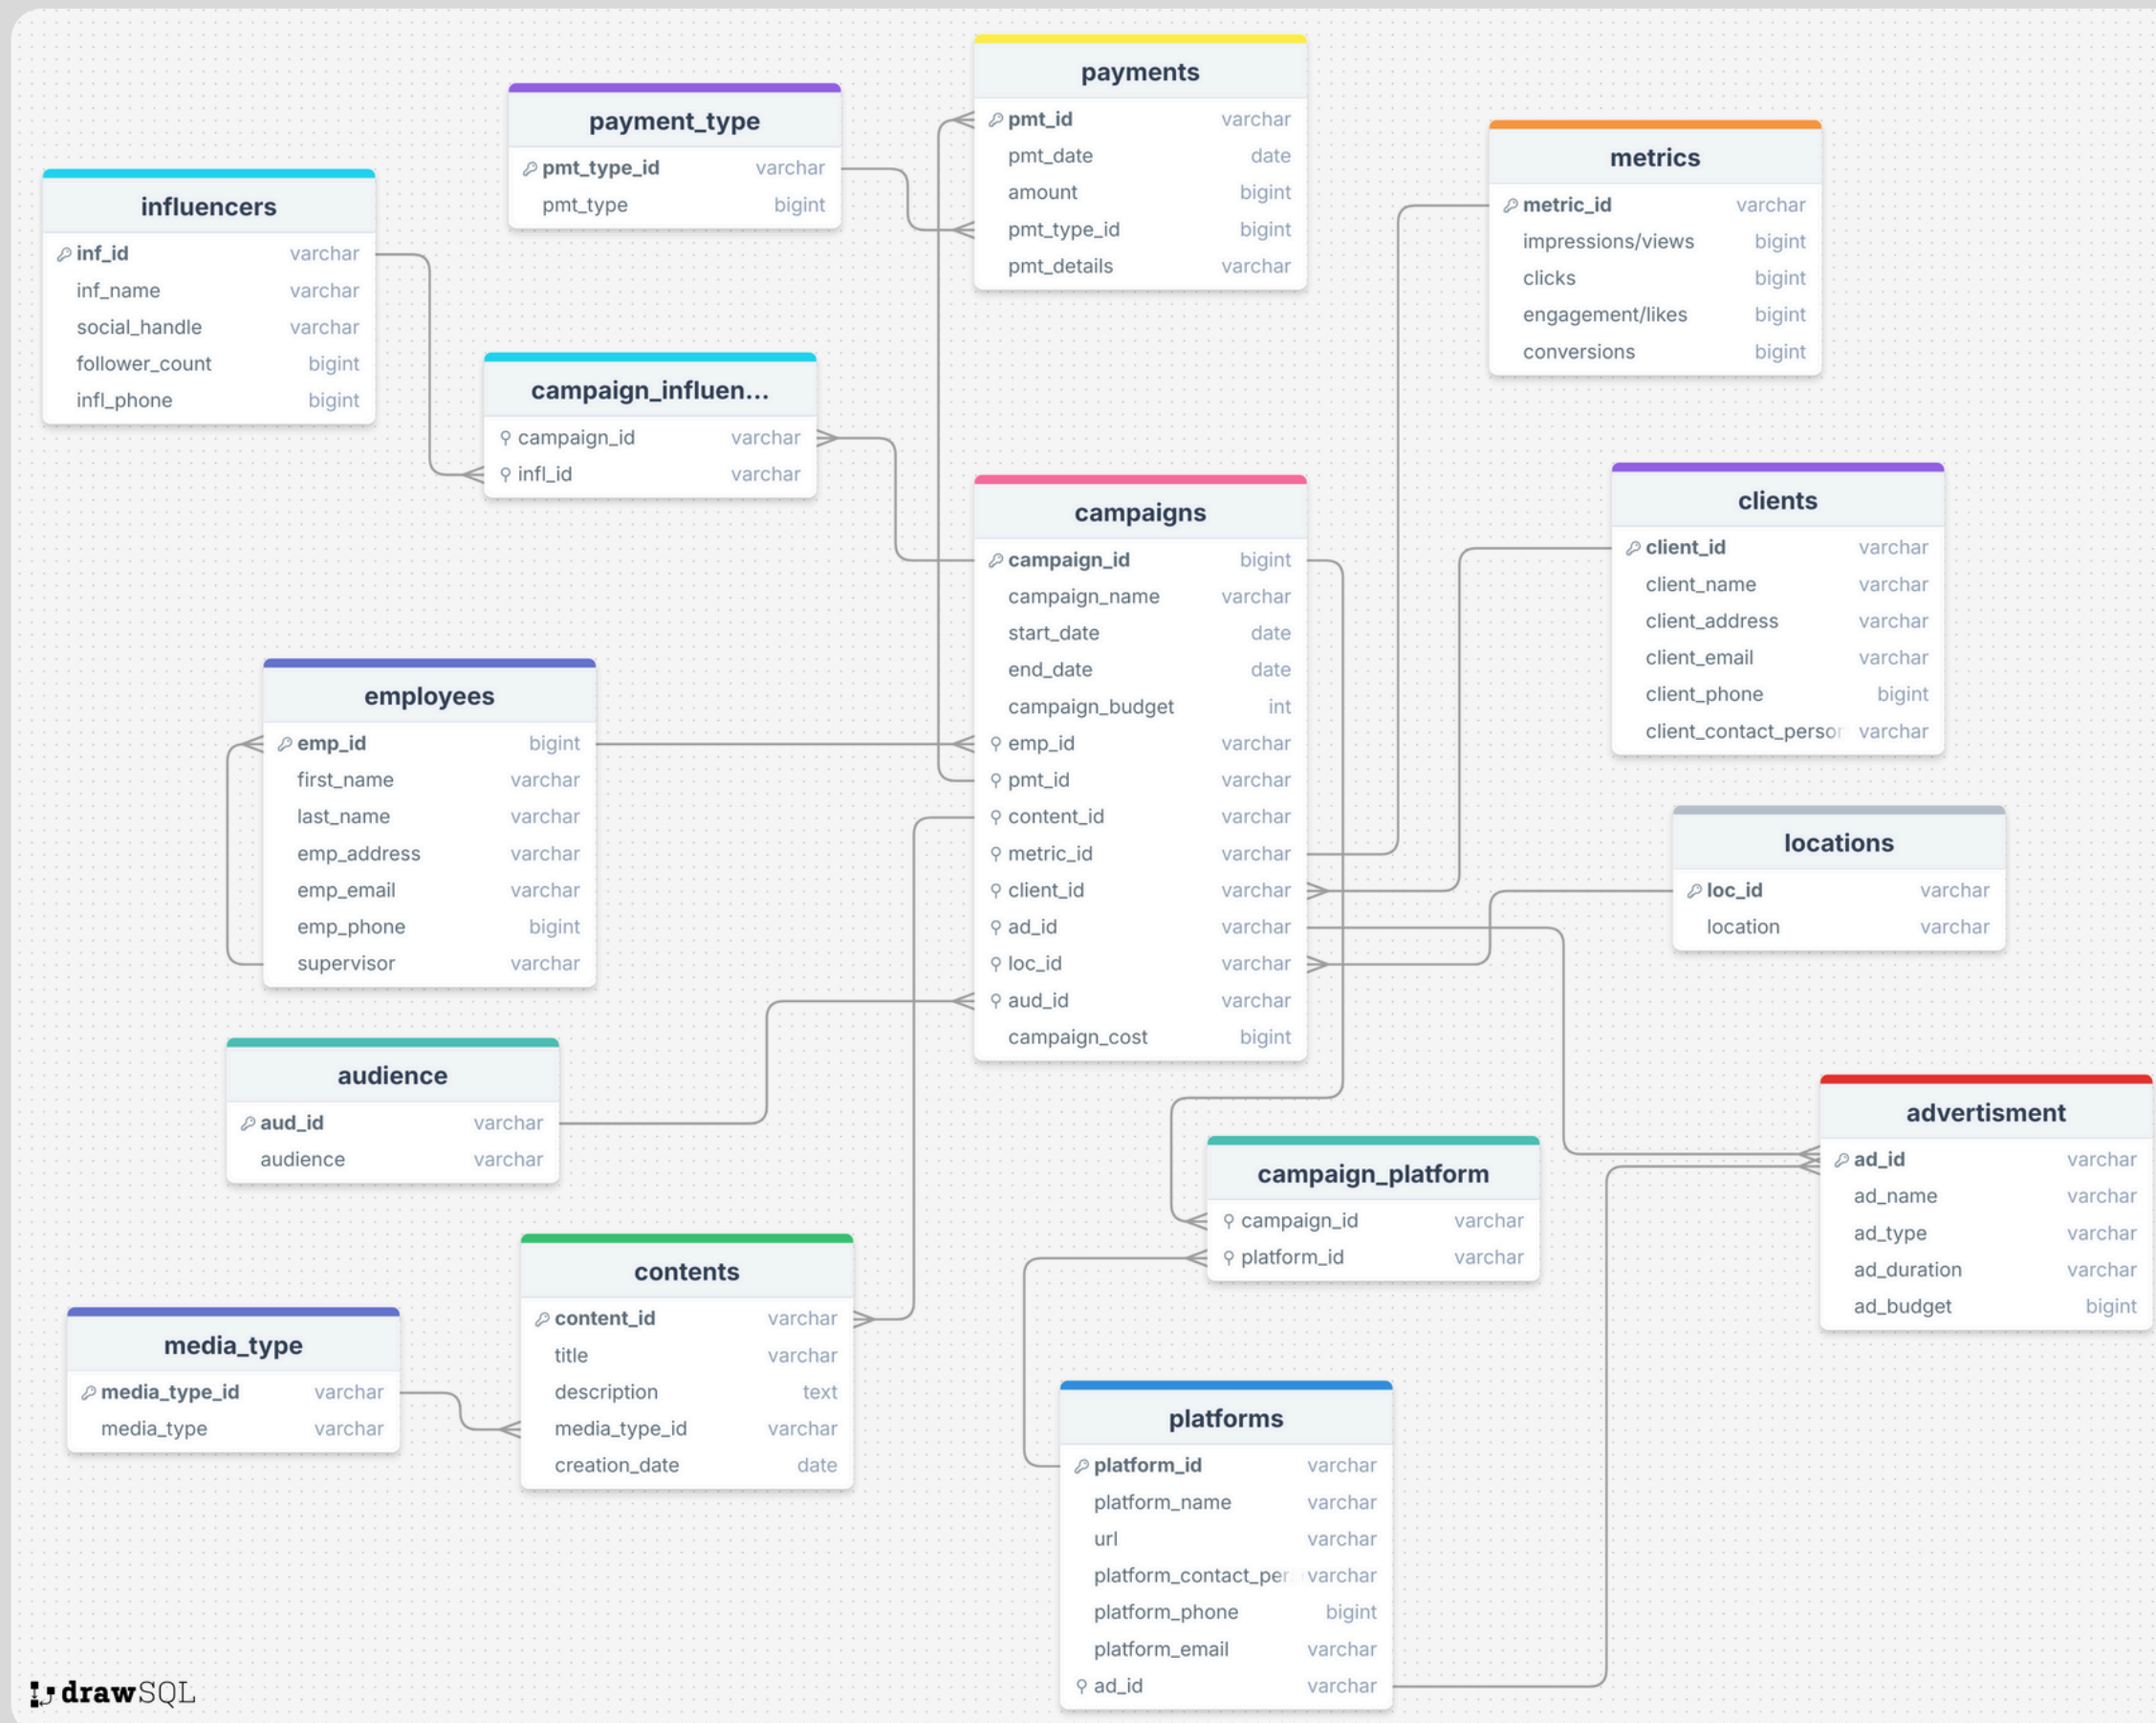 payments
pmt_id varchar
pmt_date date
amount bigint
pmt_type_id bigint
pmt_details varchar
payment_type
pmt_type_id varchar
pmt_type bigint
metrics
metric_id varchar
impressions/views bigint
clicks bigint
engagement/likes bigint
conversions bigint
influencers
inf_id varchar
inf_name varchar
social_handle varchar
follower_count bigint
infl_phone bigint
campaign_influen...
campaign_id varchar
infl_id varchar
campaigns
campaign_id bigint
campaign_name varchar
start_date date
end_date date
campaign_budget int
emp_id varchar
pmt_id varchar
content_id varchar
metric_id varchar
client_id varchar
ad_id varchar
loc_id varchar
aud_id varchar
campaign_cost bigint
clients
client_id varchar
client_name varchar
client_address varchar
client_email varchar
client_phone bigint
client_contact_person varchar
employees
emp_id bigint
first_name varchar
last_name varchar
emp_address varchar
emp_email varchar
emp_phone bigint
supervisor varchar
locations
loc_id varchar
location varchar
audience
aud_id varchar
audience varchar
advertisment
ad_id varchar
ad_name varchar
ad_type varchar
ad_duration varchar
ad_budget bigint
campaign_platform
campaign_id varchar
platform_id varchar
contents
content_id varchar
title varchar
description text
media_type_id varchar
creation_date date
media_type
media_type_id varchar
media_type varchar
platforms
platform_id varchar
platform_name varchar
url varchar
platform_contact_per varchar
platform_phone bigint
platform_email varchar
ad_id varchar
drawSQL